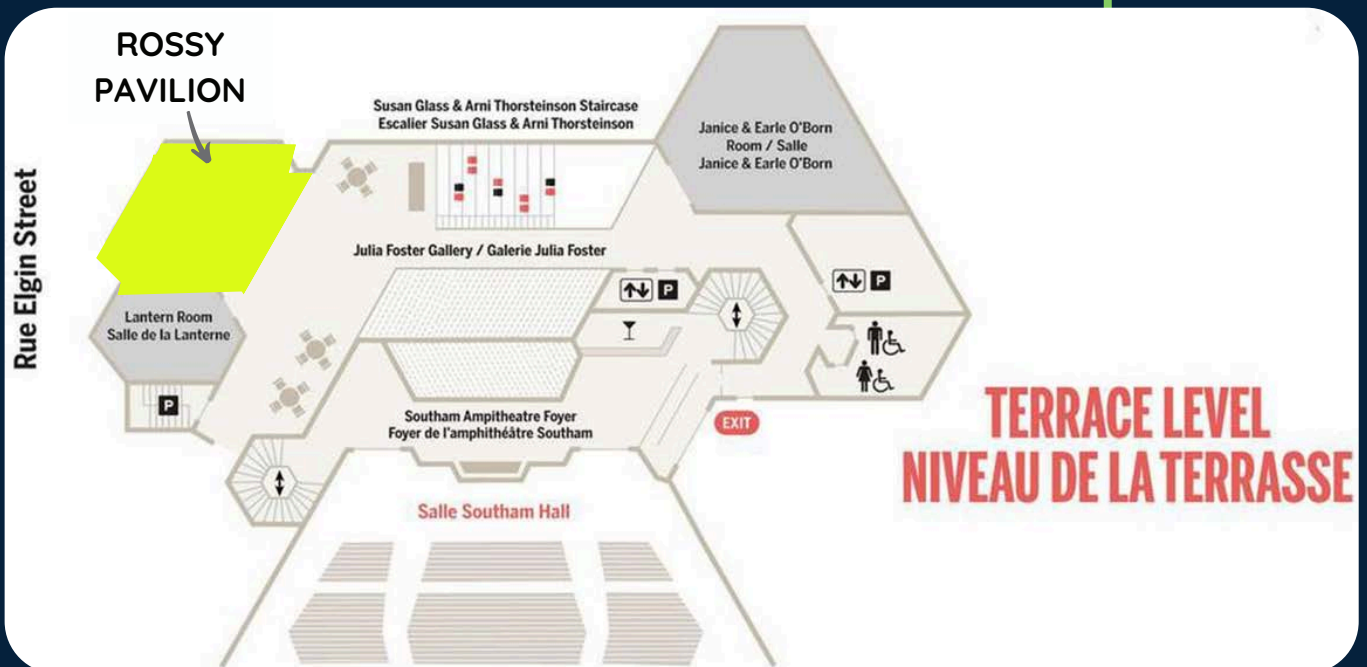 ROSSY
PAVILION
Susan Glass & Arni Thorsteinson Staircase
Escalier Susan Glass & Arni Thorsteinson
Janice & Earle O'Born
Room / Salle
Janice & Earle O'Born
Rue Elgin Street
Julia Foster Gallery / Galerie Julia Foster
P
P
Lantern Room
Salle de la Lanterne
P
Southam Ampitheatre Foyer
Foyer de l'amphithéâtre Southam
EXIT
TERRACE LEVEL
NIVEAU DE LA TERRASSE
Salle Southam Hall